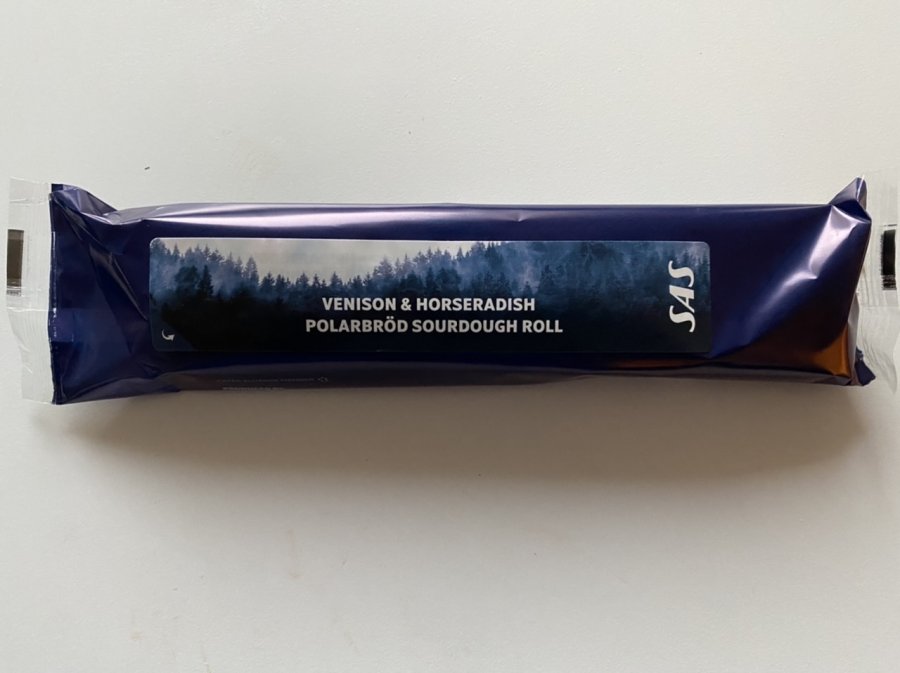 VENISON & HORSERADISH
POLARBRÖD SOURDOUGH ROLL
SAS